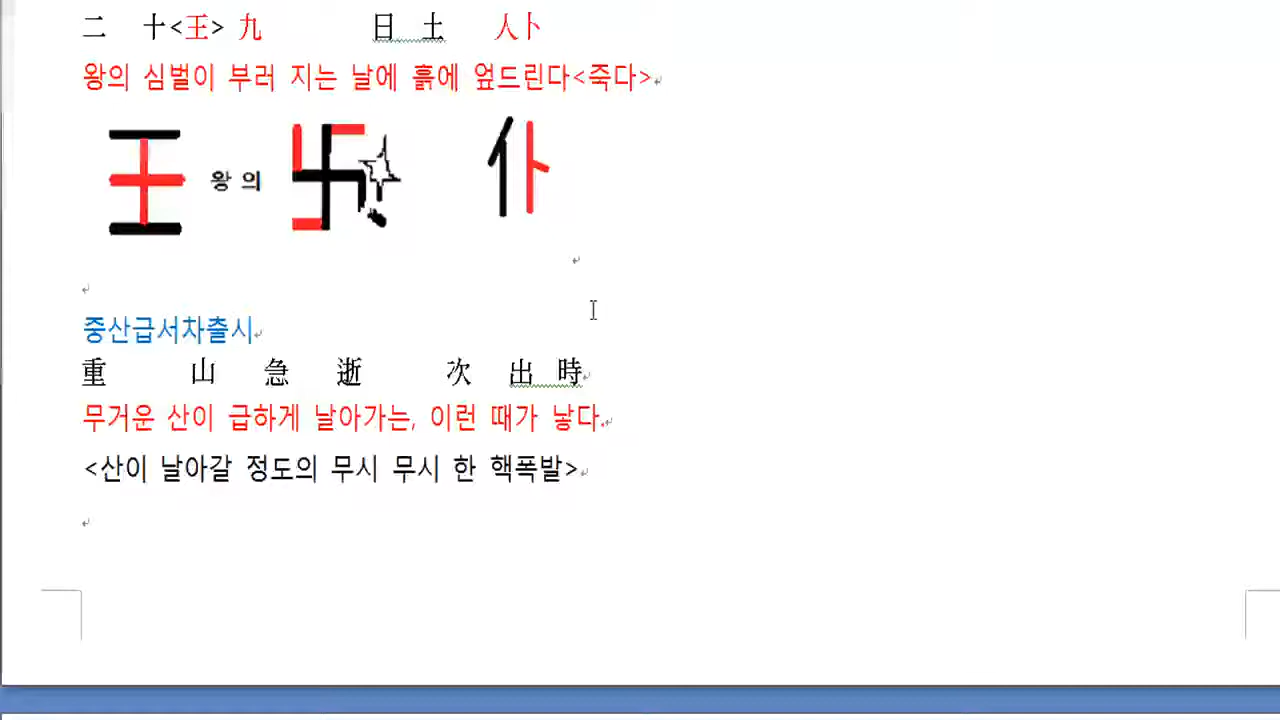 二 十<王> 九 日 土 人卜
왕의 심벌이 부러 지는 날에 흙에 엎드린다<죽다>
왕 의
중산급서차출시
重 山 急 逝 次 出 時
무거운 산이 급하게 날아가는, 이런 때가 낳다.
<산이 날아갈 정도의 무시 무시 한 핵폭발>